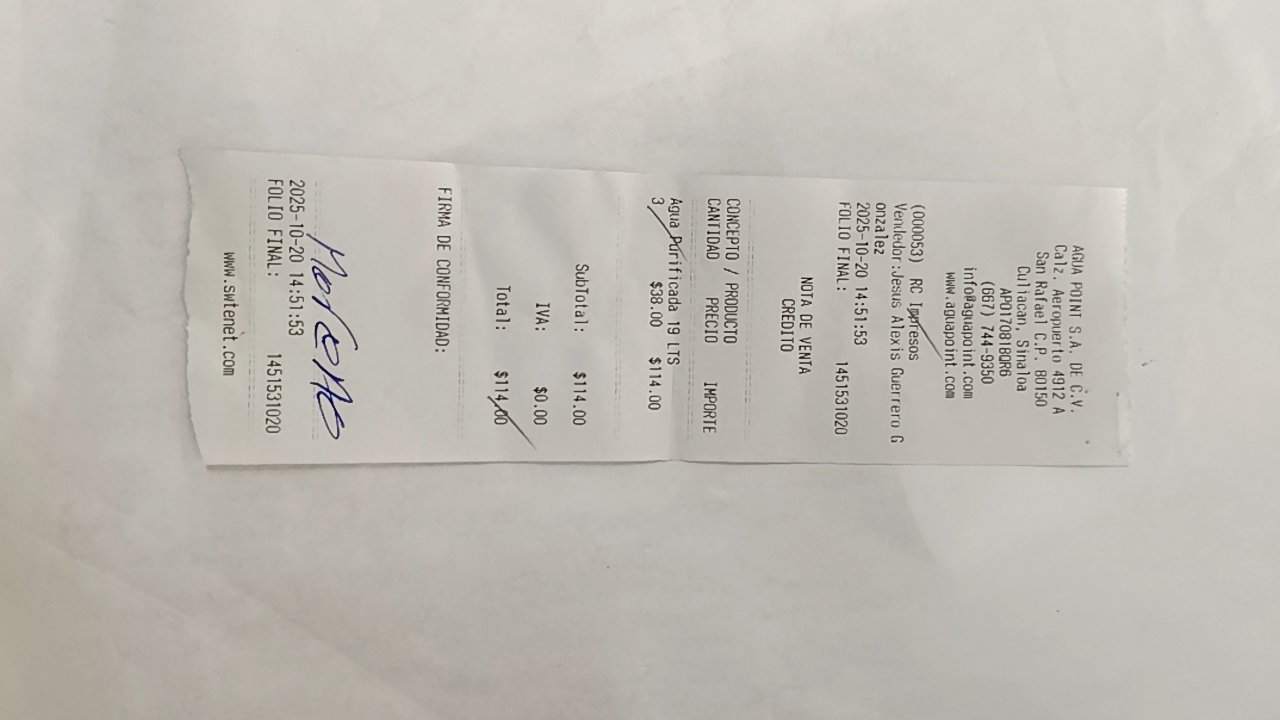 AGUA POINT S.A. DE C.V.
Calz. Aeropuerto 4912 A
San Rafael C.P. 80150
Culiacan, Sinaloa
APO170818QR6
(667) 744-9350
info@aguapoint.com
www.aguapoint.com
(000053) RC Impresos
Vendedor:Jesus Alexis Guerrero G
onzalez
2025-10-20 14:51:53
FOLIO FINAL: 1451531020
NOTA DE VENTA
CREDITO
CONCEPTO / PRODUCTO
CANTIDAD PRECIO IMPORTE
Agua Purificada 19 LTS
3 $38.00 $114.00
SubTotal: $114.00
IVA: $0.00
Total: $114.00
FIRMA DE CONFORMIDAD:
2025-10-20 14:51:53
FOLIO FINAL: 1451531020
www.swtenet.com